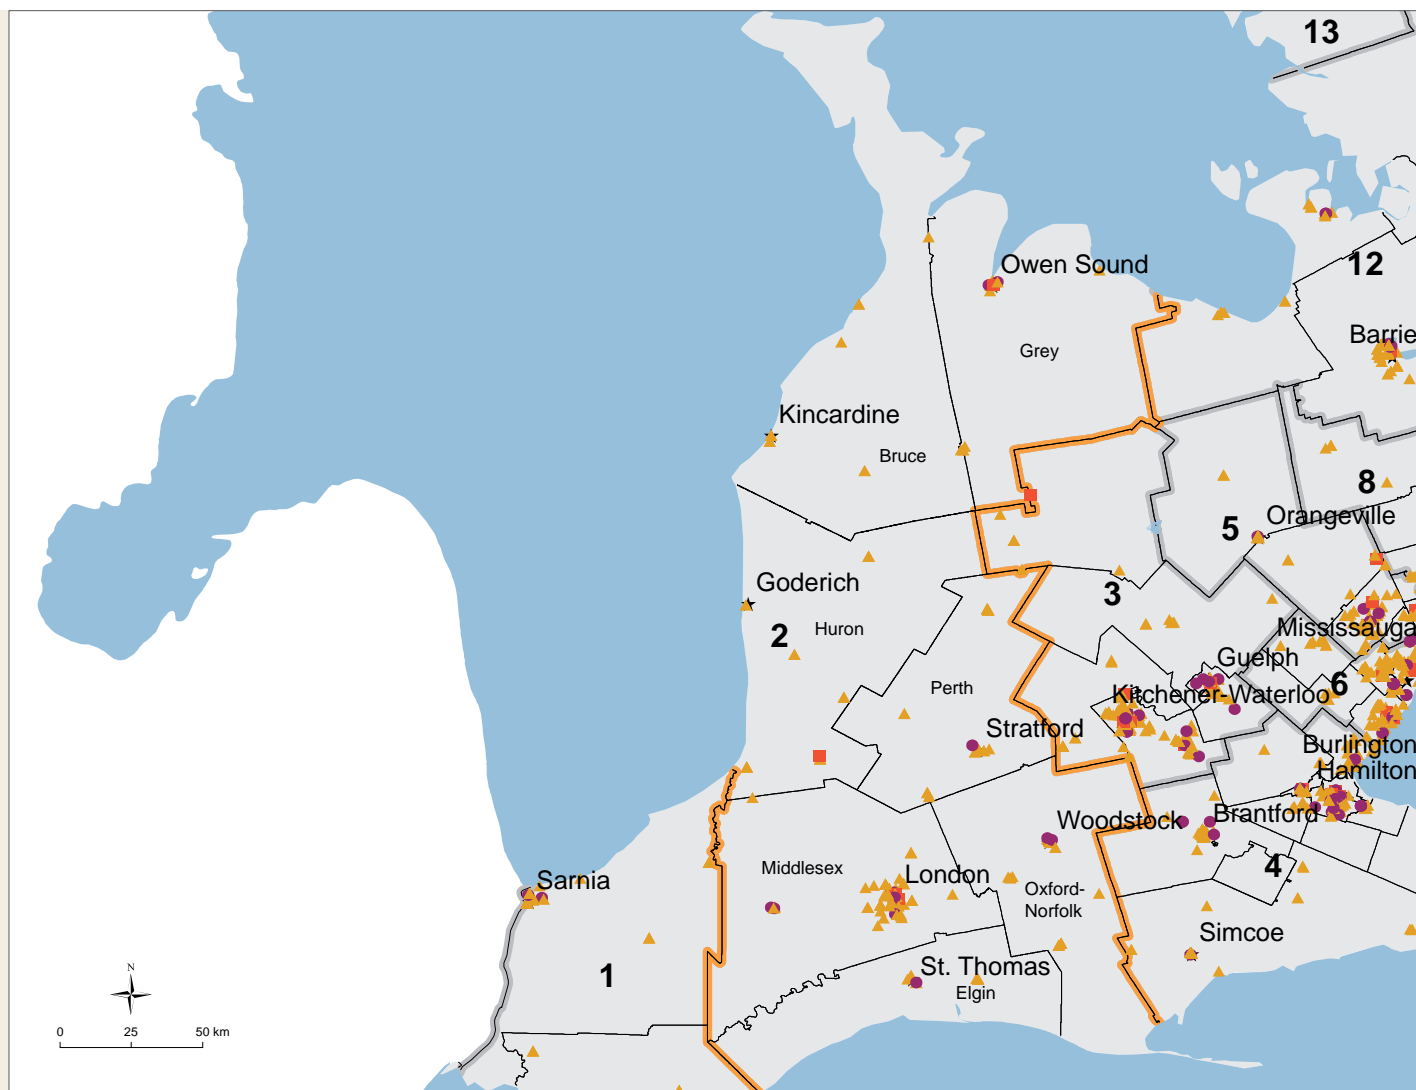 13
12
Owen Sound
Barrie
Grey
Kincardine
Bruce
8
5
Orangeville
Goderich
3
2
Huron
Mississauga
Guelph
6
Perth
Kitchener-Waterloo
Stratford
Burlington
Hamilton
Woodstock
Brantford
Middlesex
London
4
Sarnia
Oxford-
Norfolk
Simcoe
St. Thomas
1
Elgin
N
0 25 50 km